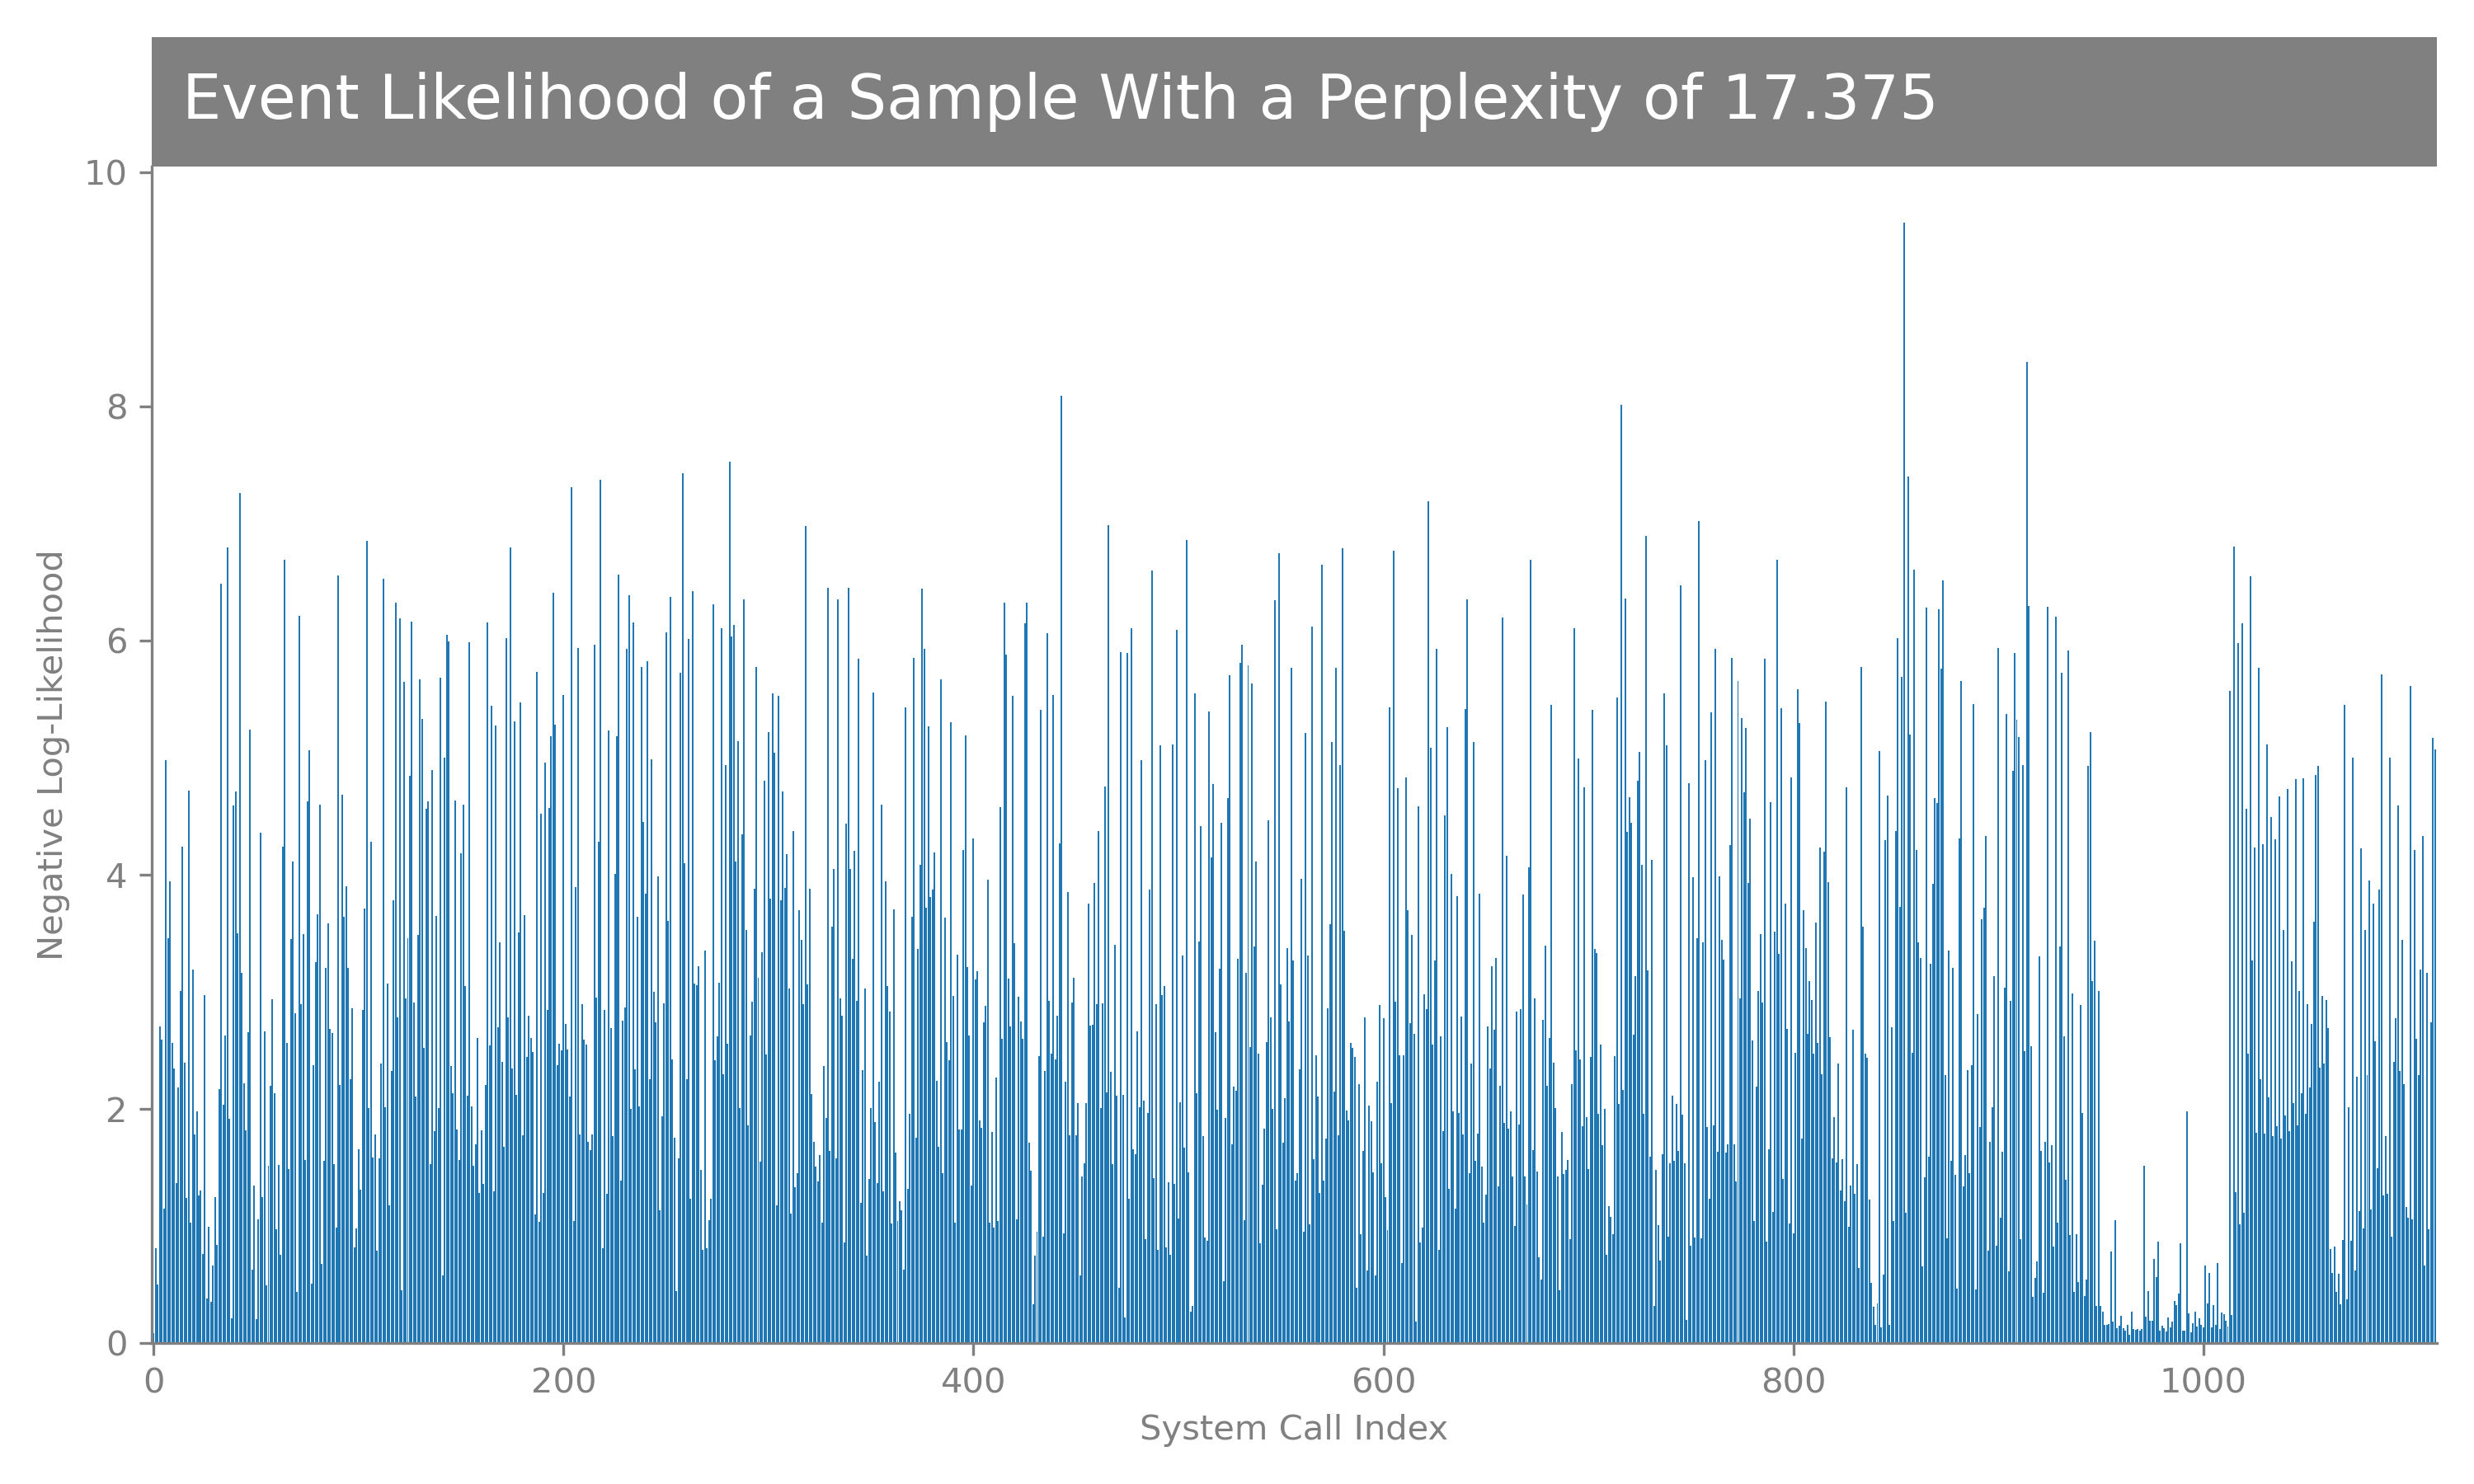 Event Likelihood of a Sample With a Perplexity of 17.375
10
8
6
4
2
0
Negative Log-Likelihood
0 200 400 600 800 1000
System Call Index